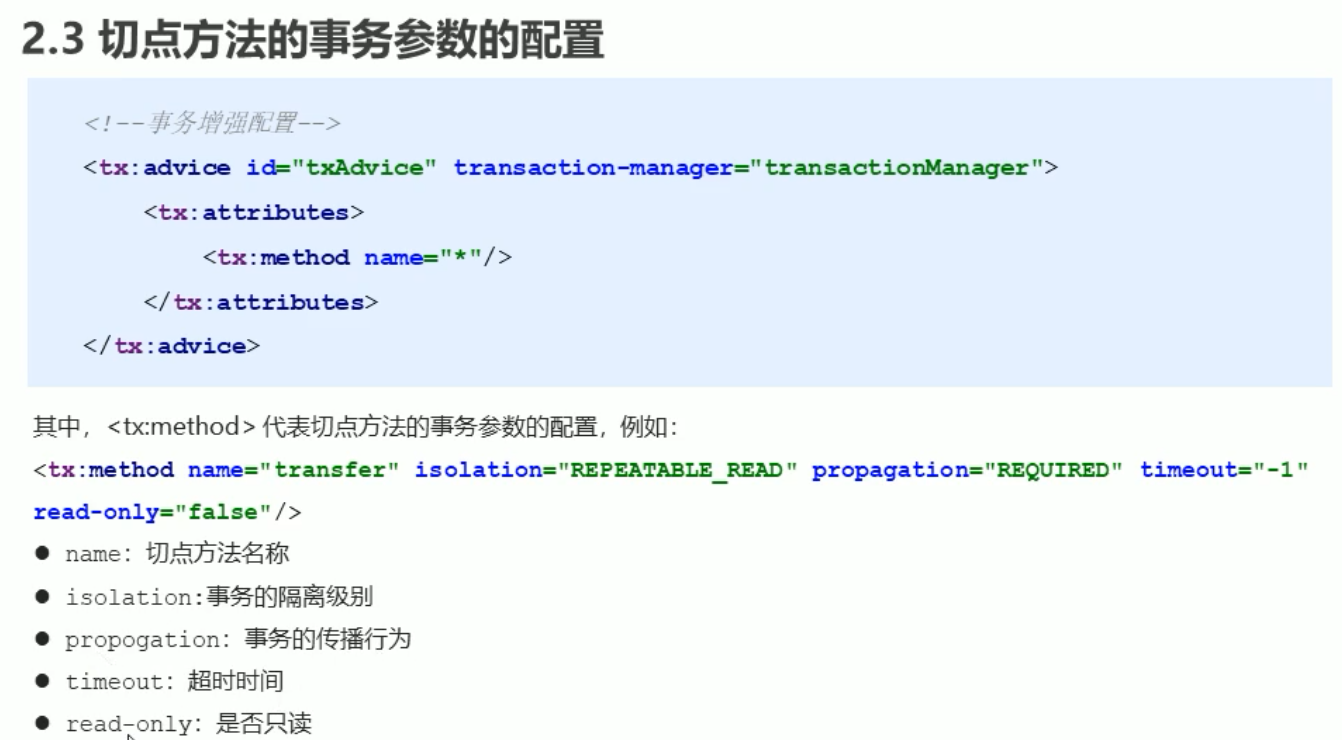 2.3 切点方法的事务参数的配置
<!--事务增强配置-->
<tx:advice id="txAdvice" transaction-manager="transactionManager">
<tx:attributes>
<tx:method name="*"/>
</tx:attributes>
</tx:advice>
其中，<tx:method> 代表切点方法的事务参数的配置，例如：
<tx:method name="transfer" isolation="REPEATABLE_READ" propagation="REQUIRED" timeout="-1"
read-only="false"/>
● name：切点方法名称
● isolation:事务的隔离级别
● propogation：事务的传播行为
● timeout：超时时间
● read-only：是否只读